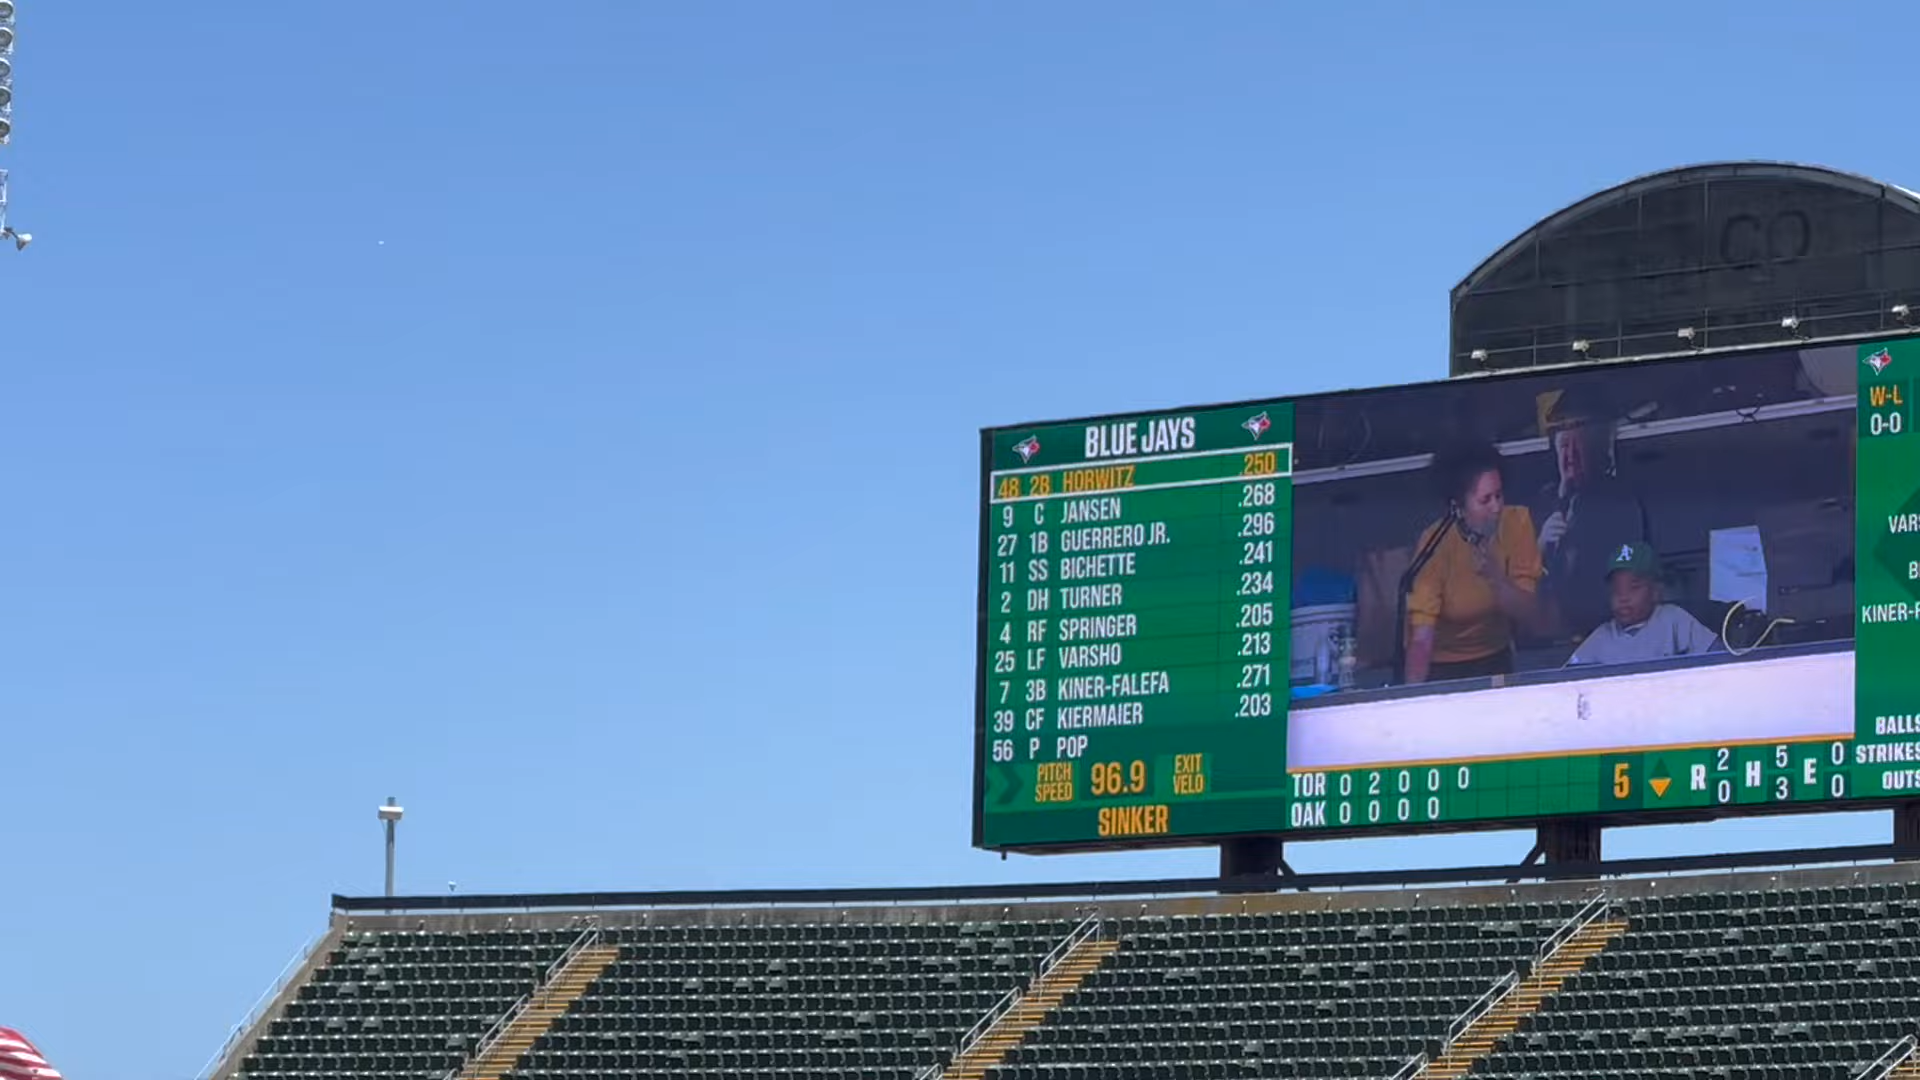 CO
BLUE JAYS
48 2B HORWITZ .250
9 C JANSEN .268
27 1B GUERRERO JR. .296
11 SS BICHETTE .241
2 DH TURNER .234
4 RF SPRINGER .205
25 LF VARSHO .213
7 3B KINER-FALEFA .271
39 CF KIERMAIER .203
56 P POP
PITCH SPEED 96.9 EXIT VELO
SINKER
A's
TOR 0 2 0 0 0
OAK 0 0 0 0
5 R 2 0 H 5 3 E 0 0
W-L
0-0
VARS
B
KINER-F
BALLS
STRIKES
OUTS